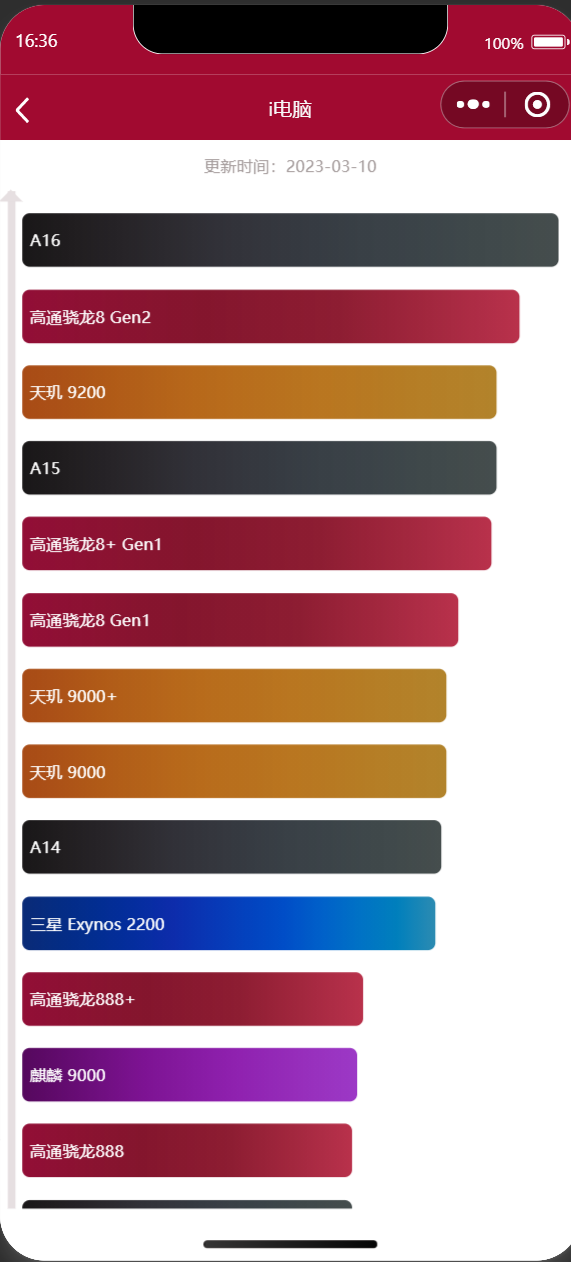 16:36
100%
i电脑
更新时间：2023-03-10
A16
高通骁龙8 Gen2
天玑 9200
A15
高通骁龙8+ Gen1
高通骁龙8 Gen1
天玑 9000+
天玑 9000
A14
三星 Exynos 2200
高通骁龙888+
麒麟 9000
高通骁龙888